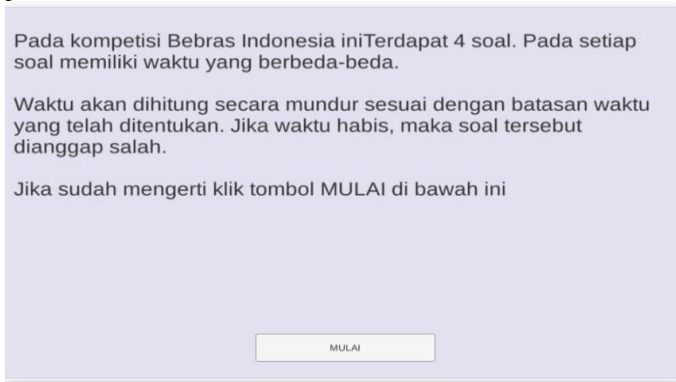 Pada kompetisi Bebras Indonesia iniTerdapat 4 soal. Pada setiap
soal memiliki waktu yang berbeda-beda.
Waktu akan dihitung secara mundur sesuai dengan batasan waktu
yang telah ditentukan. Jika waktu habis, maka soal tersebut
dianggap salah.
Jika sudah mengerti klik tombol MULAI di bawah ini
MULAI